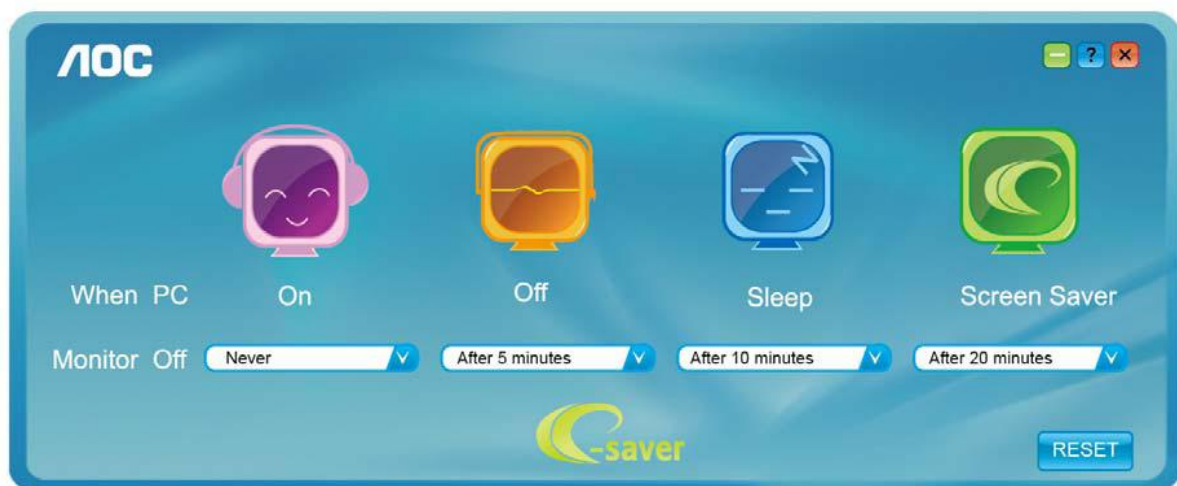 AOC
?
Z
When PC On Off Sleep Screen Saver
Monitor Off Never After 5 minutes After 10 minutes After 20 minutes
e-saver
RESET